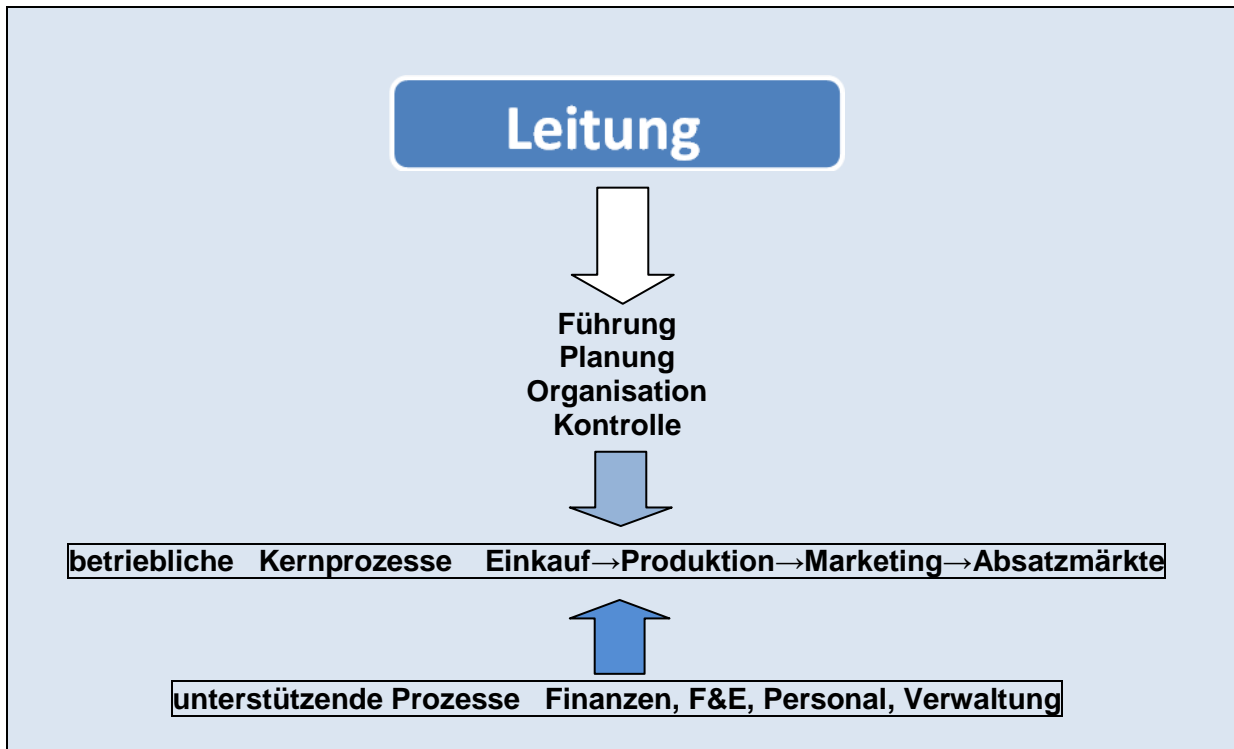 Leitung
Führung
Planung
Organisation
Kontrolle
betriebliche Kernprozesse Einkauf→Produktion→Marketing→Absatzmärkte
unterstützende Prozesse Finanzen, F&E, Personal, Verwaltung